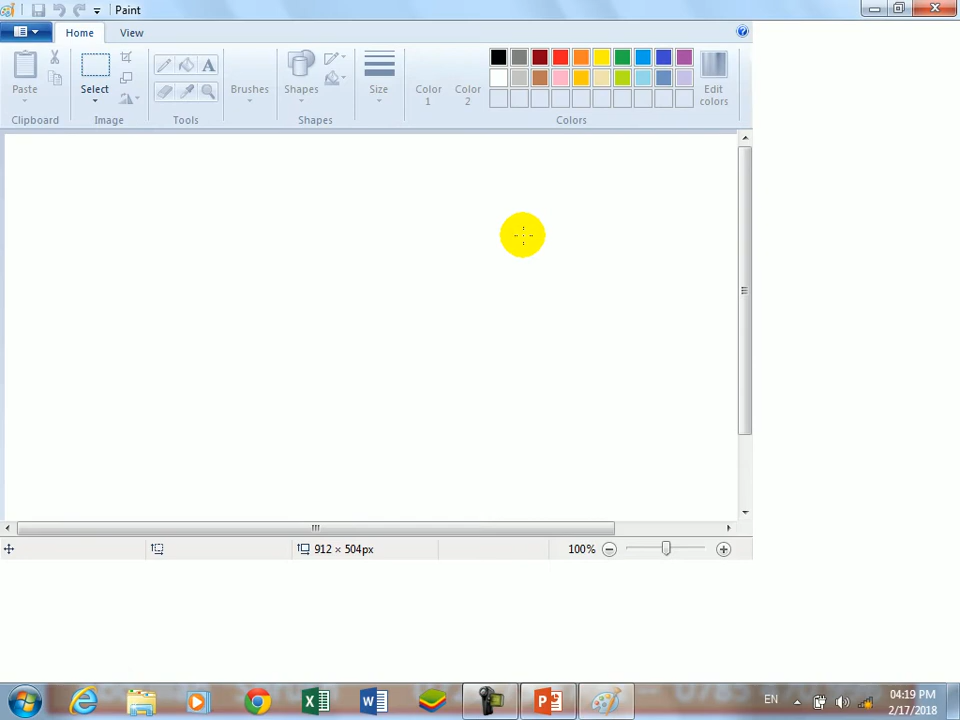 Paint
Home View
Paste
Select
Brushes
Shapes
Size
Color 1
Color 2
Edit colors
Clipboard Image Tools Shapes Colors
912 × 504px
100%
EN
04:19 PM
2/17/2018